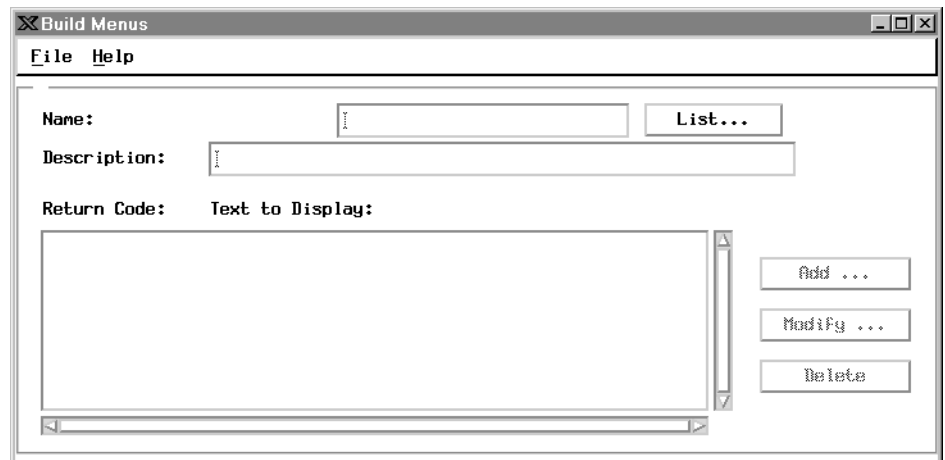 Build Menus
File Help
Name: List...
Description:
Return Code: Text to Display:
Add ...
Modify ...
Delete